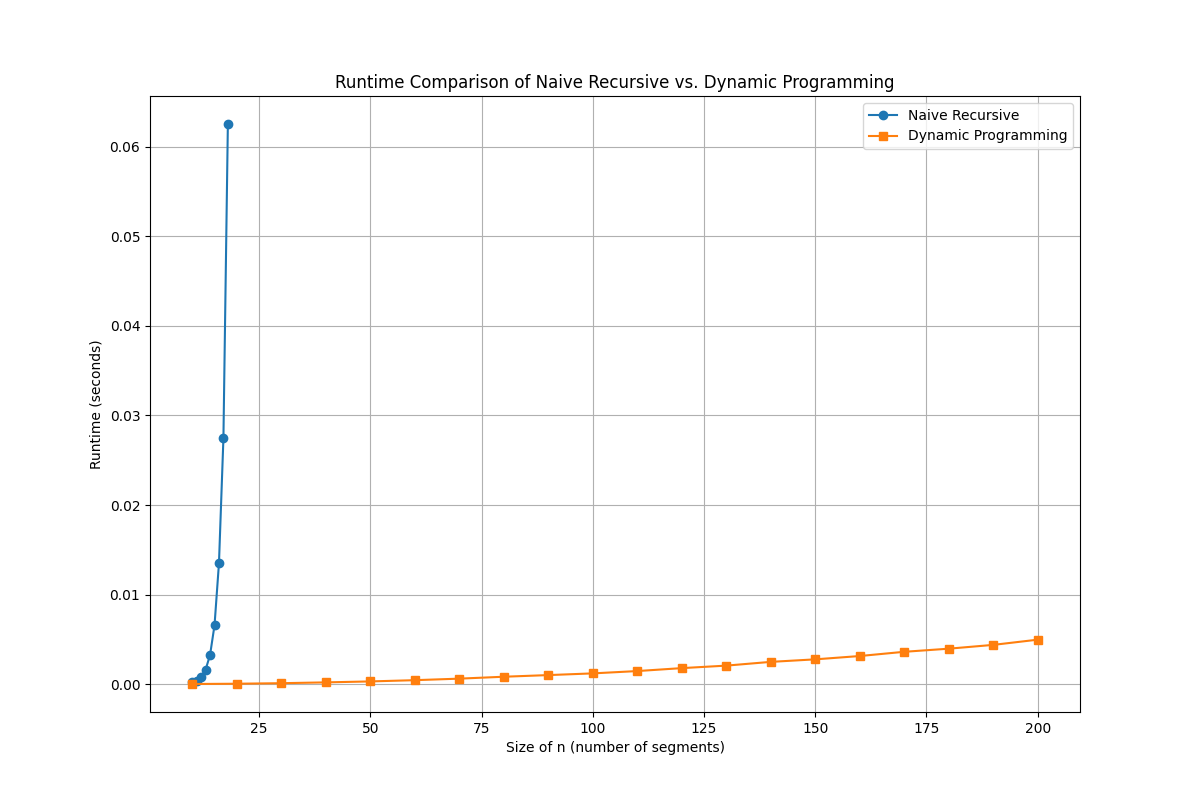 Runtime Comparison of Naive Recursive vs. Dynamic Programming
Naive Recursive
Dynamic Programming
0.06
0.05
0.04
0.03
0.02
0.01
0.00
Runtime (seconds)
25 50 75 100 125 150 175 200
Size of n (number of segments)